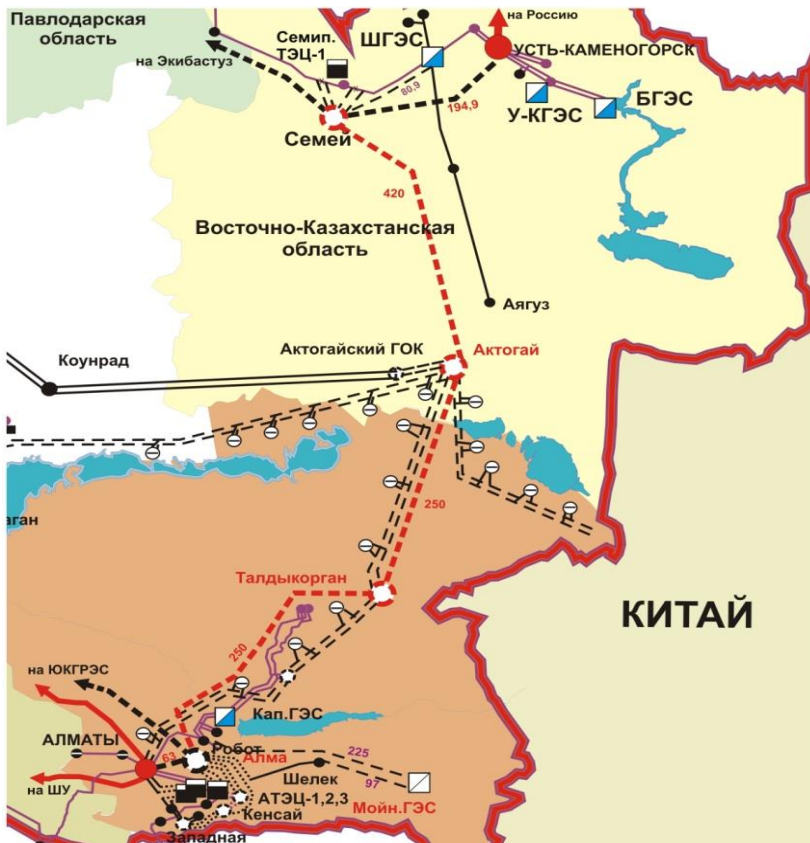 Павлодарская
область
на Экибастуз
Семип.
ТЭЦ-1
ШГЭС
на Россию
УСТЬ-КАМЕНОГОРСК
80,9
194,9
У-КГЭС
БГЭС
Семей
420
Восточно-Казахстанская
область
Аягуз
Коунрад
Актогайский ГОК
Актогай
аган
250
Талдыкорган
КИТАЙ
250
на ЮКГРЭС
Кап.ГЭС
АЛМАТЫ
63
Робот
Алма
225
97
Шелек
на ШУ
АТЭЦ-1,2,3
Мойн.ГЭС
Кенсай
Западная